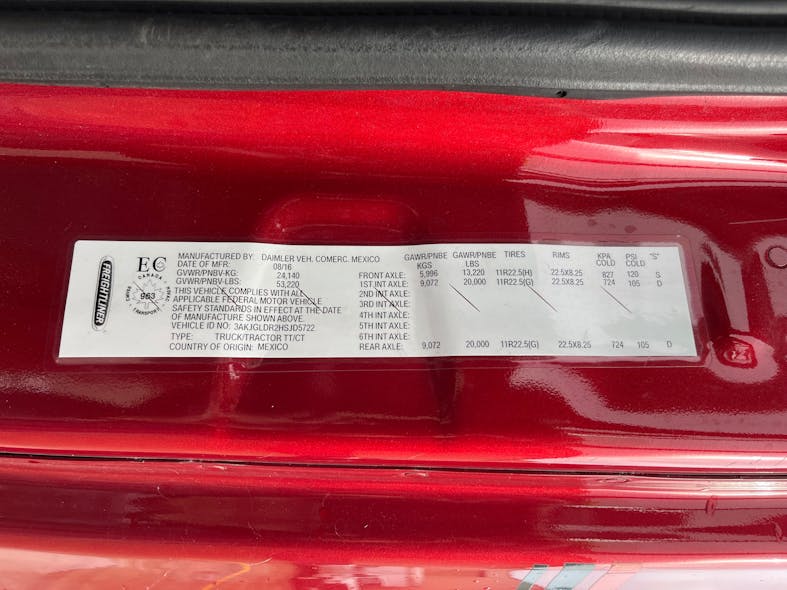 FREIGHTLINER
EC
CANADA
963
TRANSPORT
MANUFACTURED BY: DAIMLER VEH. COMERC. MEXICO
DATE OF MFR: 08/16
GVWR/PNBV-KG: 24,140
GVWR/PNBV-LBS: 53,220
THIS VEHICLE COMPLIES WITH ALL
APPLICABLE FEDERAL MOTOR VEHICLE
SAFETY STANDARDS IN EFFECT AT THE DATE
OF MANUFACTURE SHOWN ABOVE.
VEHICLE ID NO: 3AKJGLDR2HSJD5722
TYPE: TRUCK/TRACTOR TT/CT
COUNTRY OF ORIGIN: MEXICO
GAWR/PNBE GAWR/PNBE TIRES RIMS KPA PSI "S"
KGS LBS COLD COLD
FRONT AXLE: 5,996 13,220 11R22.5(H) 22.5X8.25 827 120 S
1ST INT AXLE: 9,072 20,000 11R22.5(G) 22.5X8.25 724 105 D
2ND INT AXLE:
3RD INT AXLE:
4TH INT AXLE:
5TH INT AXLE:
6TH INT AXLE:
REAR AXLE: 9,072 20,000 11R22.5(G) 22.5X8.25 724 105 D